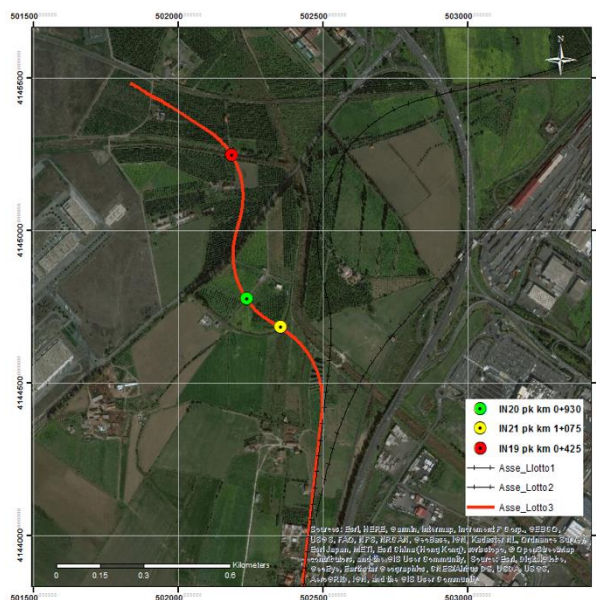 501500
502000
502500
503000
N
4145500
4145000
4144500
4144000
IN20 pk km 0+930
IN21 pk km 1+075
IN19 pk km 0+425
Asse_Llotto1
Asse_Lotto2
Asse_Lotto3
Sources: Esri, HERE, Garmin, Intermap, increment P Corp., GEBCO,
USGS, FAO, NPS, NRCAN, GeoBase, IGN, Kadaster NL, Ordnance Survey,
Esri Japan, METI, Esri China (Hong Kong), swisstopo, © OpenStreetMap
contributors, and the GIS User Community, Sources: Esri, DigitalGlobe,
GeoEye, Earthstar Geographics, CNES/Airbus DS, USDA, USGS,
AeroGRID, IGN, and the GIS User Community
Kilometers
0 0.15 0.3 0.6